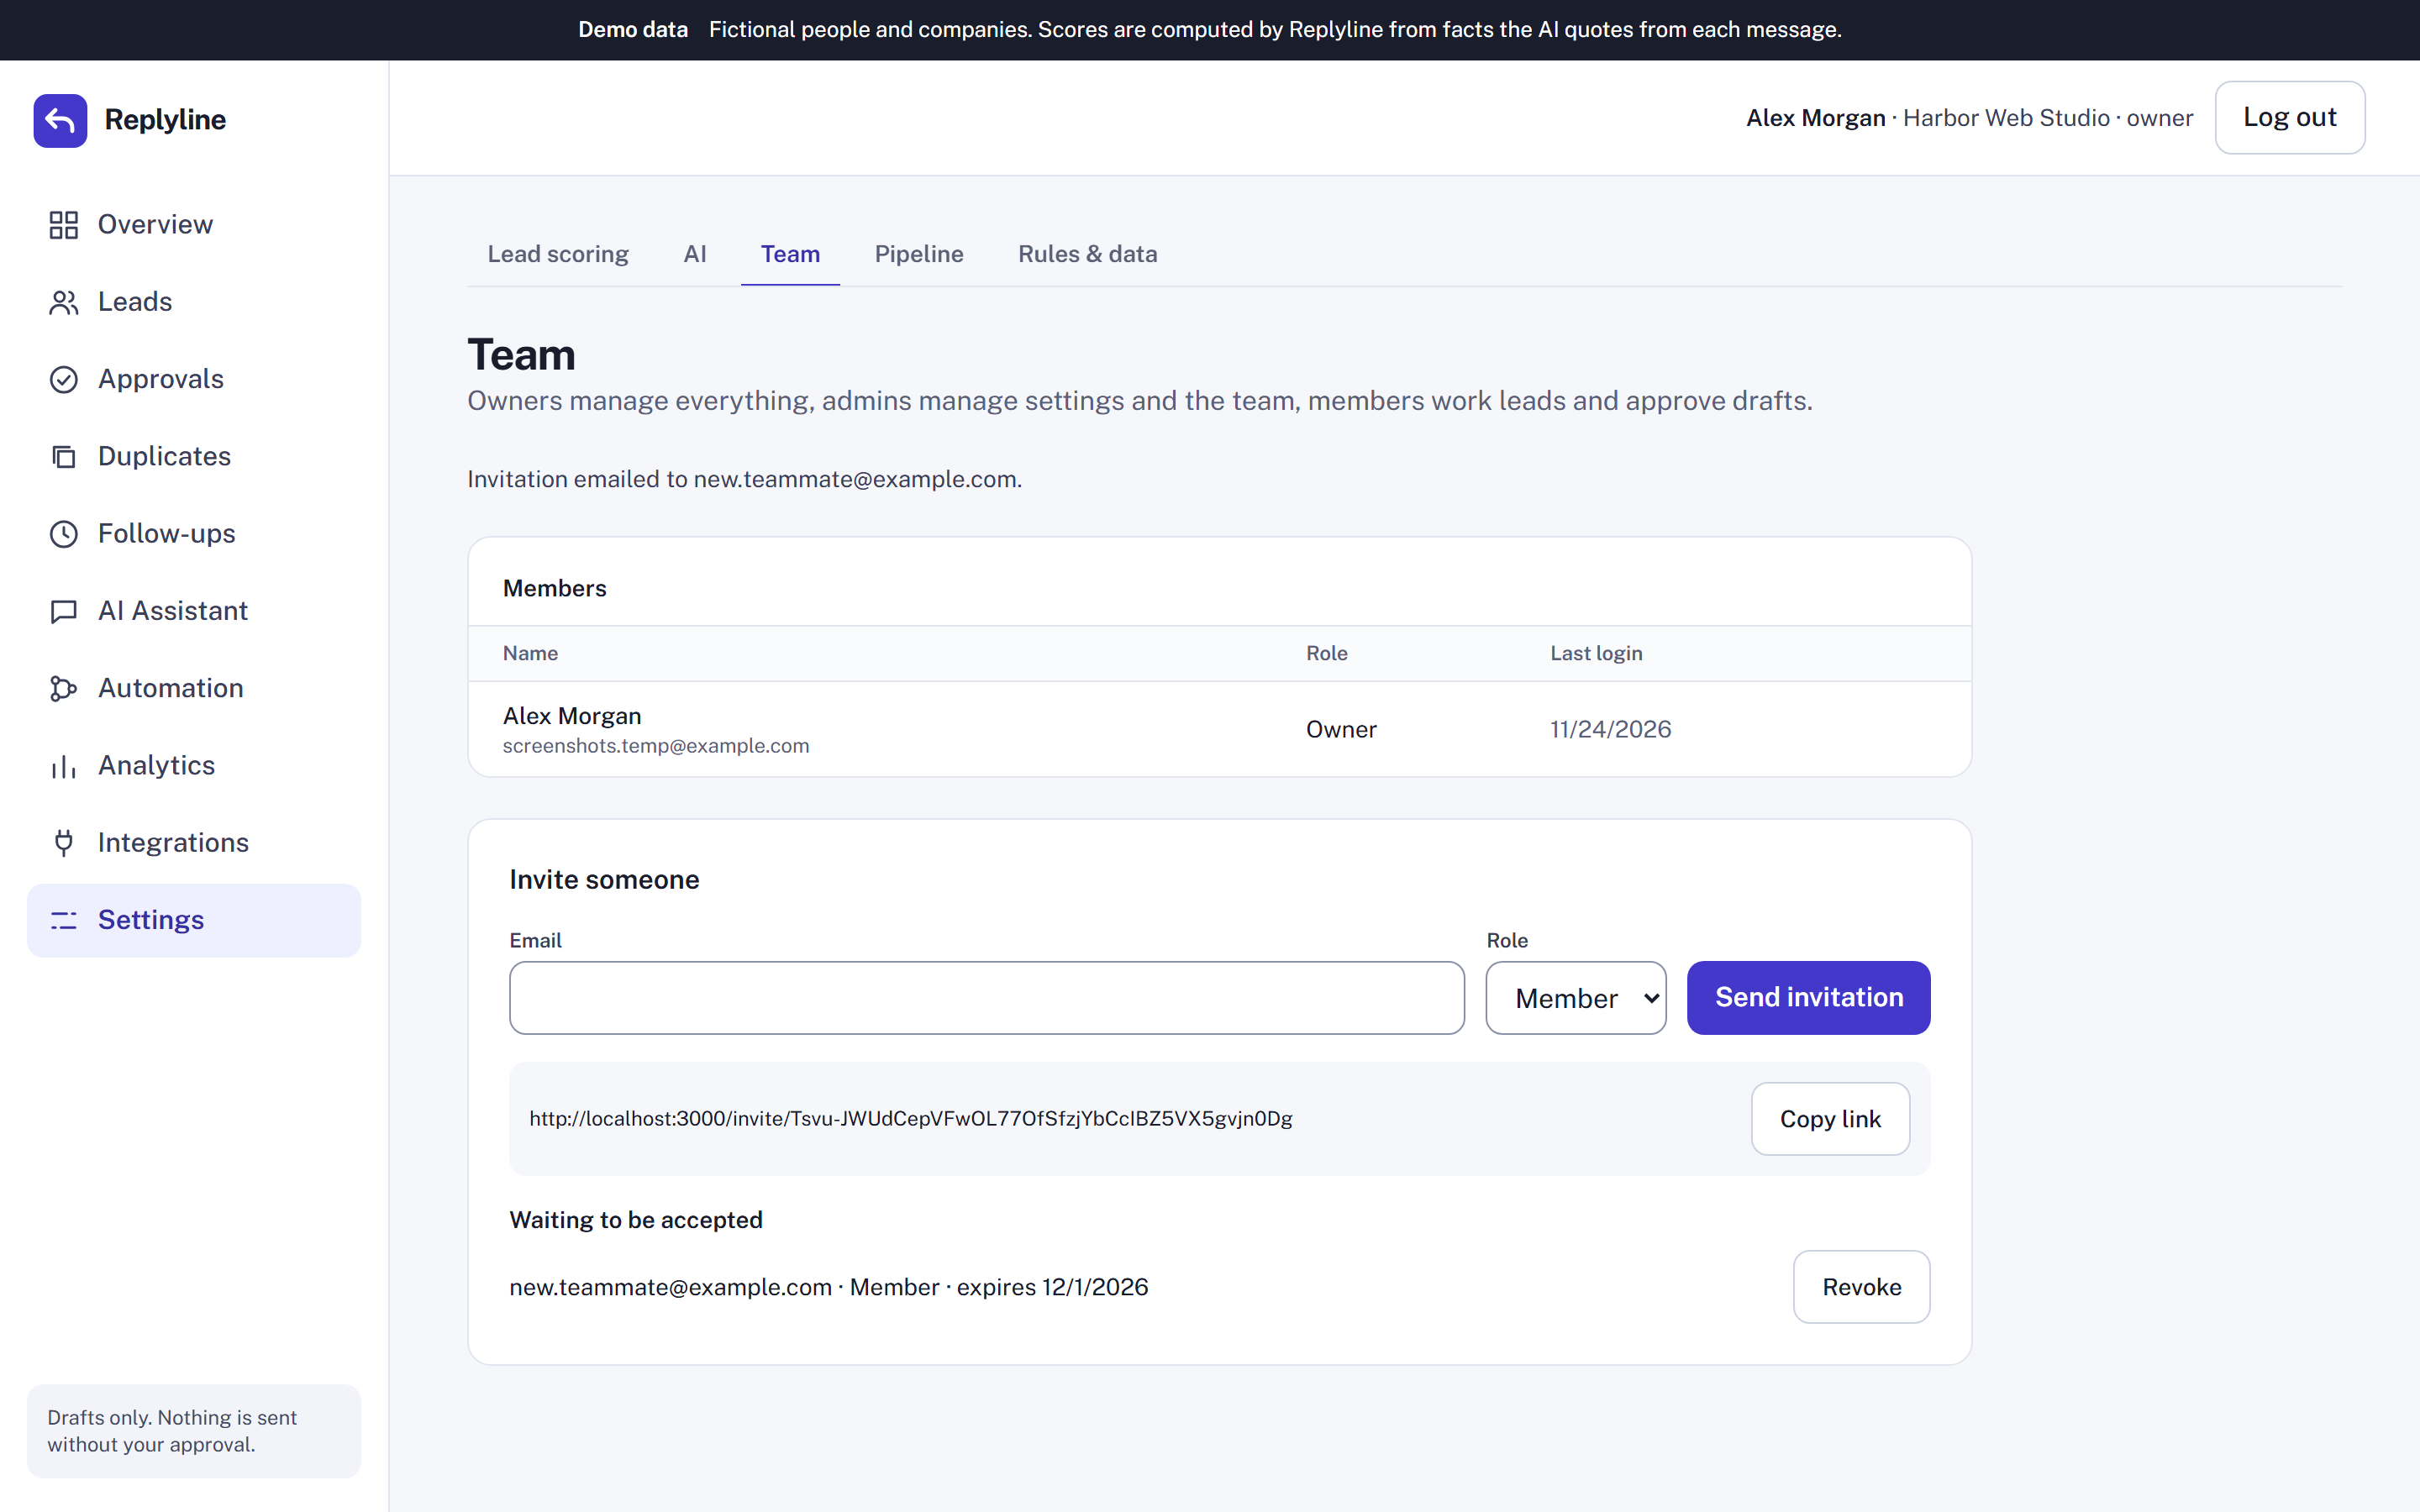 Demo data Fictional people and companies. Scores are computed by Replyline from facts the AI quotes from each message.
Replyline
Alex Morgan · Harbor Web Studio · owner
Log out
Overview
Leads
Approvals
Duplicates
Follow-ups
AI Assistant
Automation
Analytics
Integrations
Settings
Drafts only. Nothing is sent
without your approval.
Lead scoring AI Team Pipeline Rules & data
Team
Owners manage everything, admins manage settings and the team, members work leads and approve drafts.
Invitation emailed to new.teammate@example.com.
Members
Name Role Last login
Alex Morgan
screenshots.temp@example.com
Owner
11/24/2026
Invite someone
Email
Role
Member
Send invitation
http://localhost:3000/invite/Tsvu-JWUdCepVFwOL77OfSfzjYbCcIBZ5VX5gvjn0Dg
Copy link
Waiting to be accepted
new.teammate@example.com · Member · expires 12/1/2026
Revoke